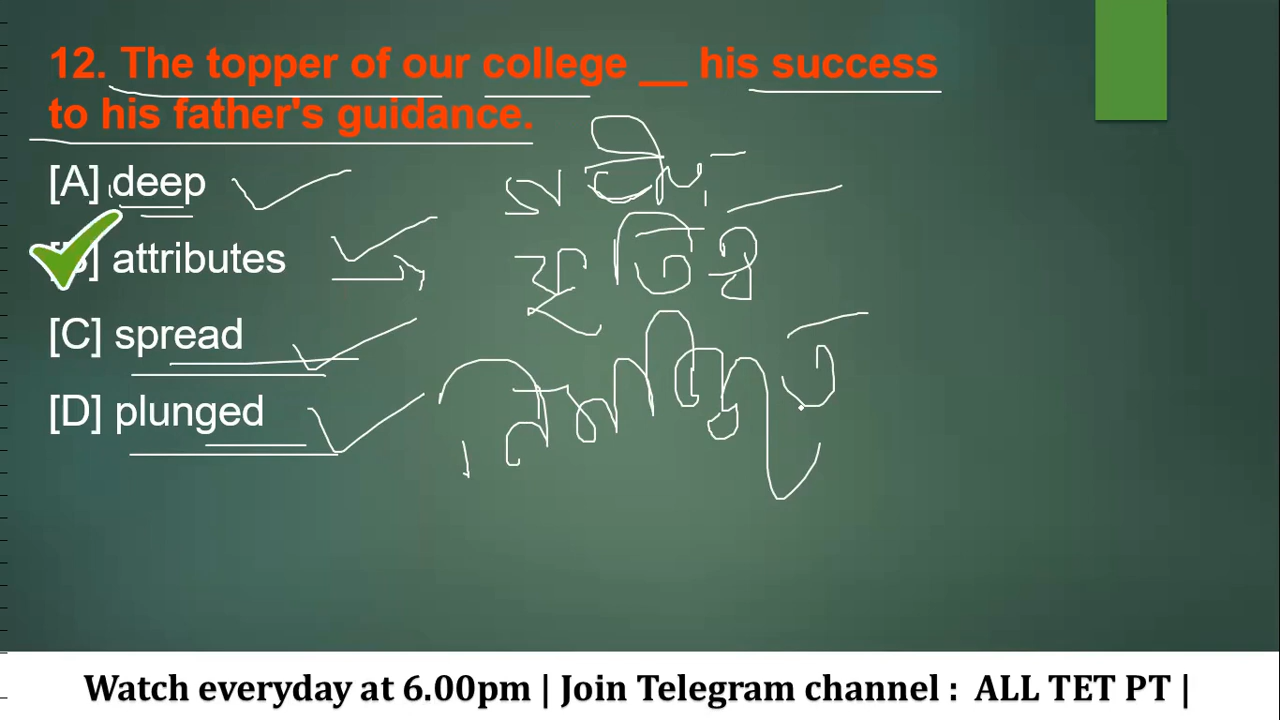 12. The topper of our college __ his success
to his father's guidance.
[A] deep
attributes
[C] spread
[D] plunged
Watch everyday at 6.00pm | Join Telegram channel : ALL TET PT |